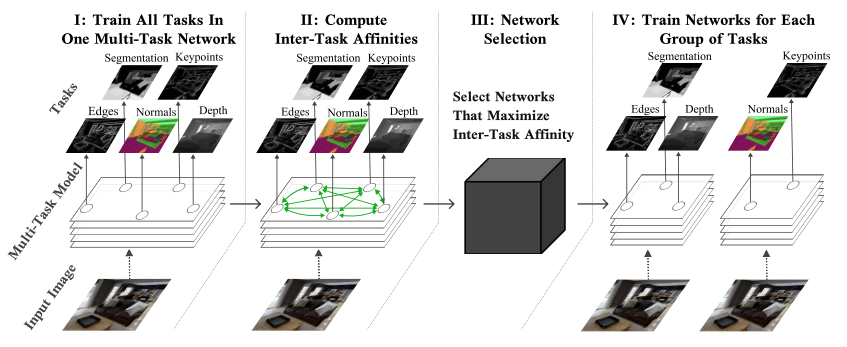 I: Train All Tasks In
One Multi-Task Network
II: Compute
Inter-Task Affinities
III: Network
Selection
IV: Train Networks for Each
Group of Tasks
Tasks
Multi-Task Model
Input Image
Segmentation
Keypoints
Edges
Normals
Depth
Segmentation
Keypoints
Edges
Normals
Depth
Select Networks
That Maximize
Inter-Task Affinity
Segmentation
Keypoints
Edges
Depth
Normals